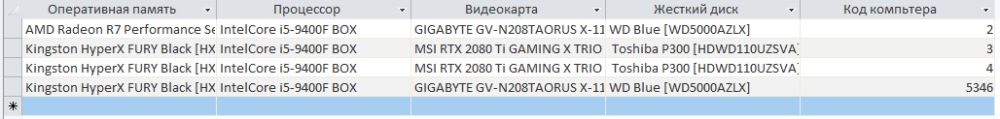 Оперативная память Процессор Видеокарта Жесткий диск Код компьтера
AMD Radeon R7 Performance Se IntelCore i5-9400F BOX GIGABYTE GV-N208TAORUS X-11 WD Blue [WD5000AZLX] 2
Kingston HyperX FURY Black [HX IntelCore i5-9400F BOX MSI RTX 2080 Ti GAMING X TRIO Toshiba P300 [HDWD110UZSVA] 3
Kingston HyperX FURY Black [HX IntelCore i5-9400F BOX MSI RTX 2080 Ti GAMING X TRIO Toshiba P300 [HDWD110UZSVA] 4
Kingston HyperX FURY Black [HX IntelCore i5-9400F BOX GIGABYTE GV-N208TAORUS X-11 WD Blue [WD5000AZLX] 5346